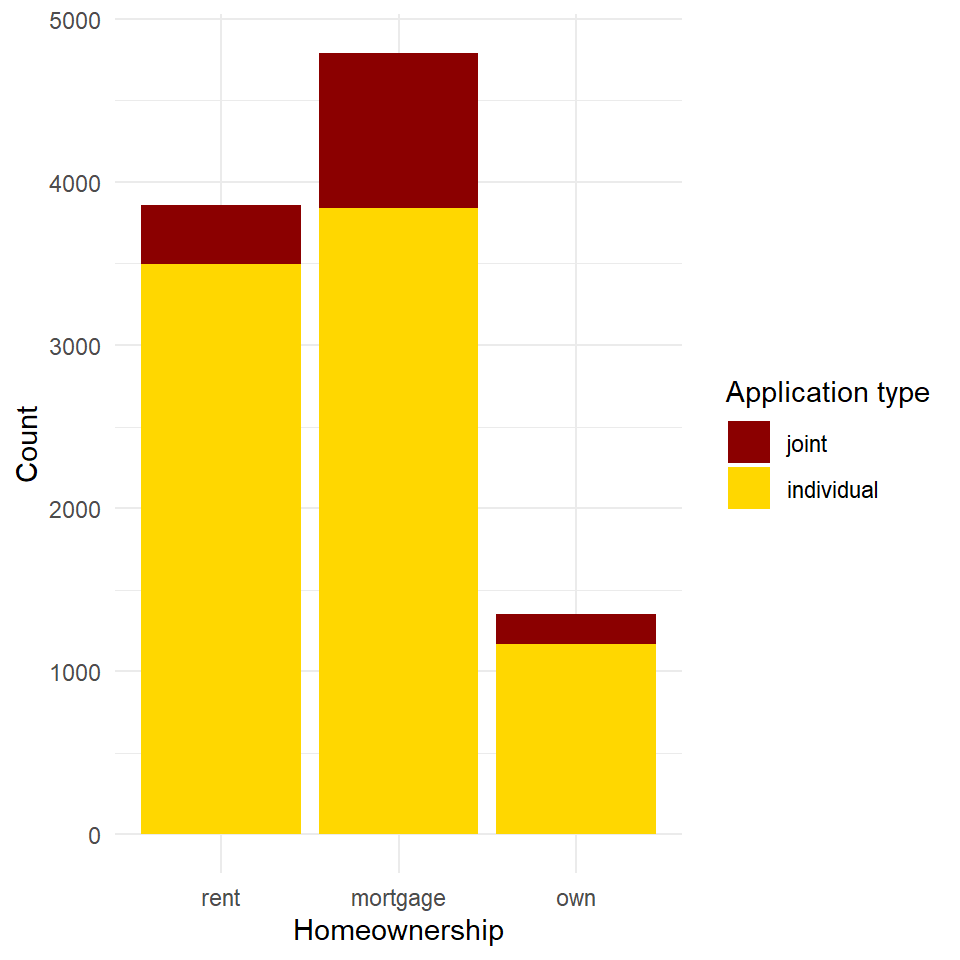 5000
4000
3000
2000
1000
0
Count
rent mortgage own
Homeownership
Application type
joint
individual